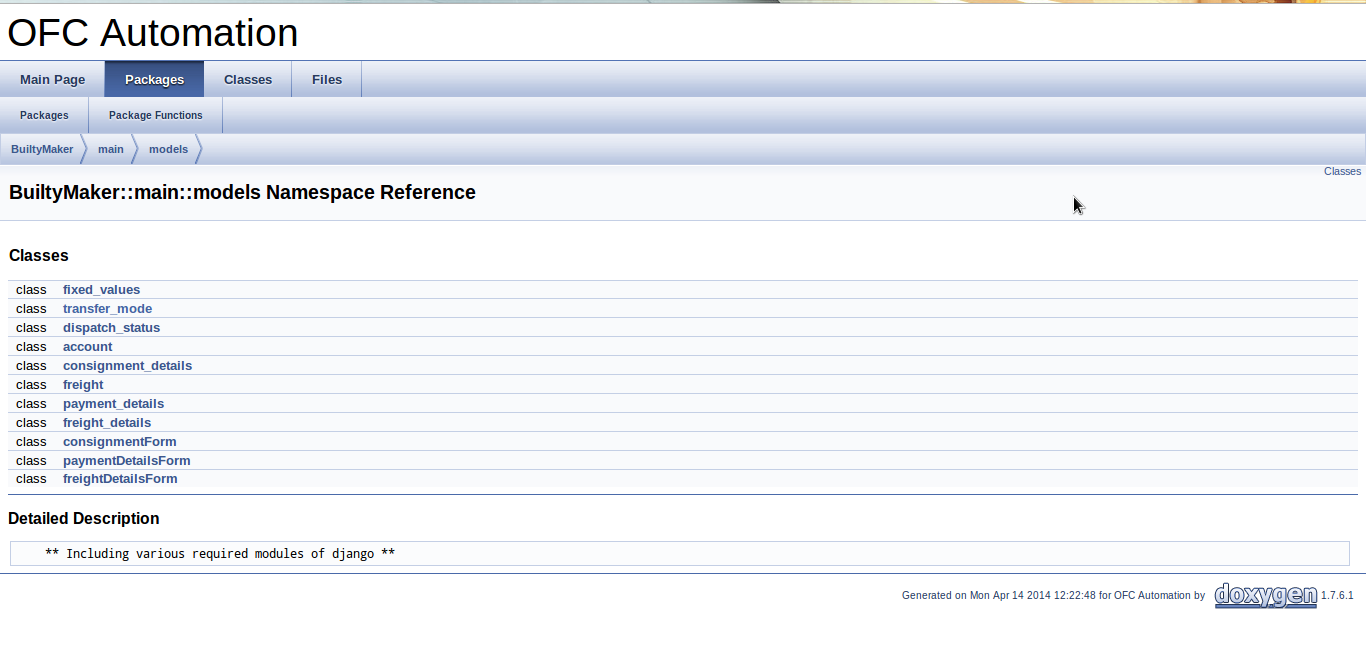 OFC Automation
Main Page Packages Classes Files
Packages Package Functions
BuiltyMaker main models
Classes
BuiltyMaker::main::models Namespace Reference
Classes
class fixed_values
class transfer_mode
class dispatch_status
class account
class consignment_details
class freight
class payment_details
class freight_details
class consignmentForm
class paymentDetailsForm
class freightDetailsForm
Detailed Description
** Including various required modules of django **
Generated on Mon Apr 14 2014 12:22:48 for OFC Automation by doxygen 1.7.6.1